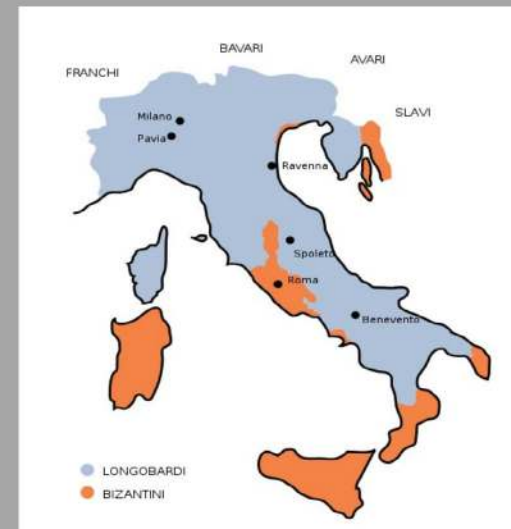 BAVARI
AVARI
FRANCHI
SLAVI
Milano
Pavia
Ravenna
Spoleto
Roma
Benevento
LONGOBARDI
BIZANTINI